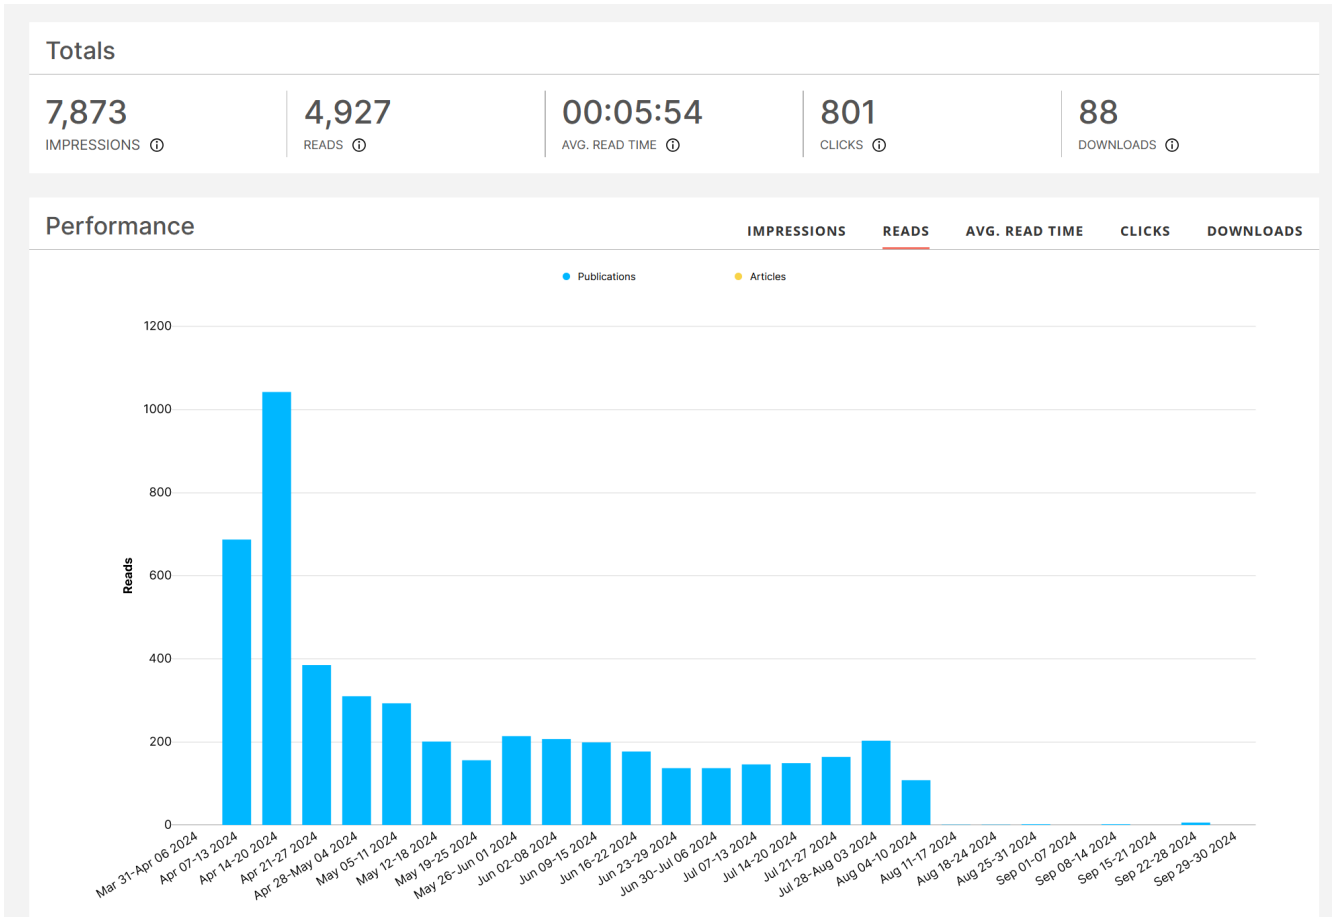 Totals
7,873
IMPRESSIONS
4,927
READS
00:05:54
AVG. READ TIME
801
CLICKS
88
DOWNLOADS
Performance
IMPRESSIONS READS AVG. READ TIME CLICKS DOWNLOADS
Publications Articles
1200
1000
800
600
400
200
0
Reads
Mar 31-Apr 06 2024
Apr 07-13 2024
Apr 14-20 2024
Apr 21-27 2024
Apr 28-May 04 2024
May 05-11 2024
May 12-18 2024
May 19-25 2024
May 26-Jun 01 2024
Jun 02-08 2024
Jun 09-15 2024
Jun 16-22 2024
Jun 23-29 2024
Jun 30-Jul 06 2024
Jul 07-13 2024
Jul 14-20 2024
Jul 21-27 2024
Jul 28-Aug 03 2024
Aug 04-10 2024
Aug 11-17 2024
Aug 18-24 2024
Aug 25-31 2024
Sep 01-07 2024
Sep 08-14 2024
Sep 15-21 2024
Sep 22-28 2024
Sep 29-30 2024